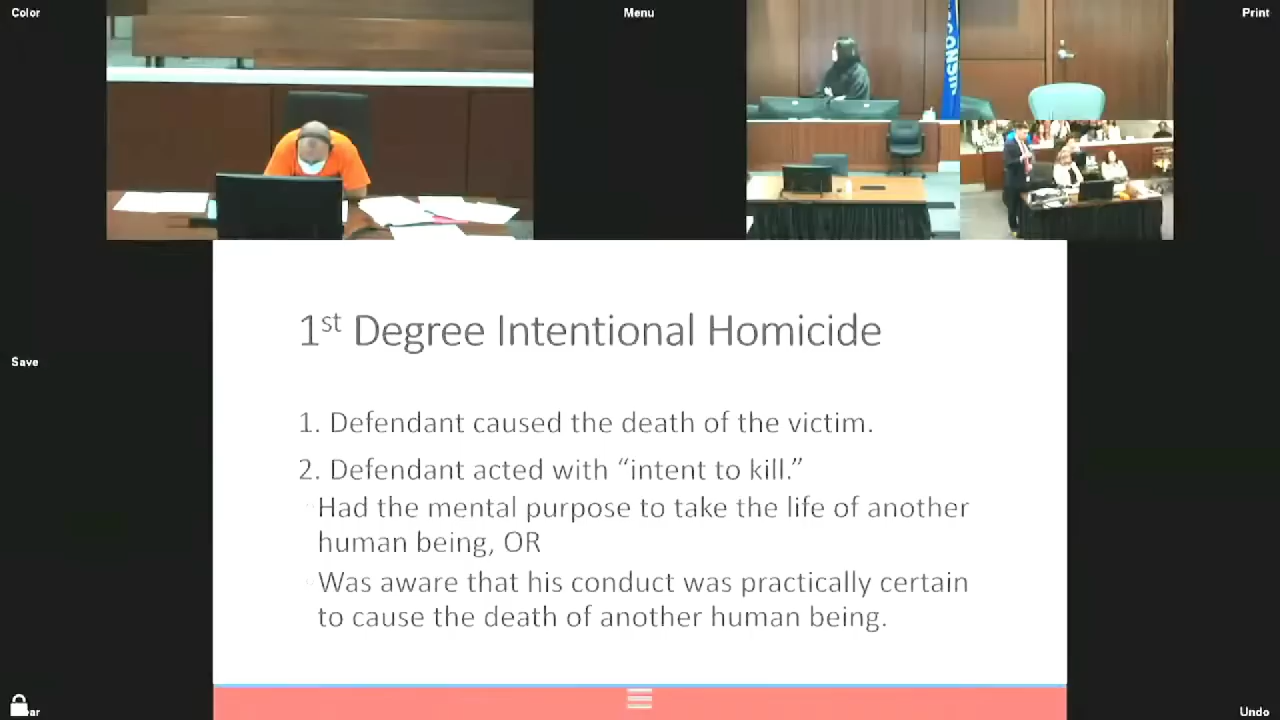 Color
Menu
Print
Save
1st Degree Intentional Homicide
1. Defendant caused the death of the victim.
2. Defendant acted with “intent to kill.”
Had the mental purpose to take the life of another
human being, OR
Was aware that his conduct was practically certain
to cause the death of another human being.
Undo